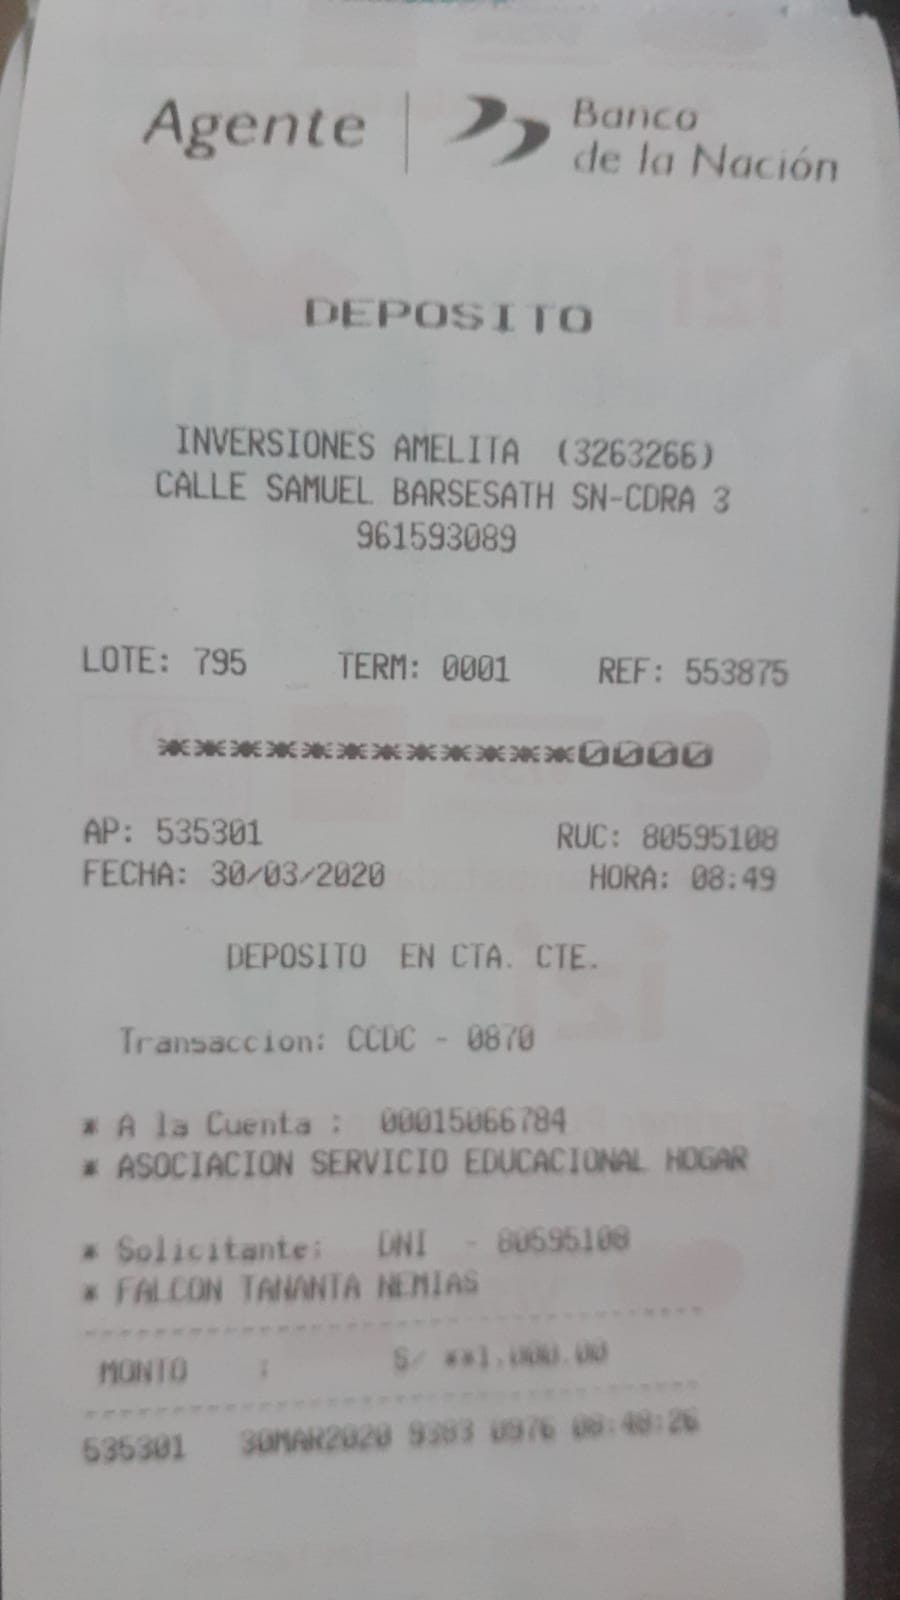 Agente | Banco
de la Nación
DEPOSITO
INVERSIONES AMELITA (3263266)
CALLE SAMUEL BARSESATH SN-CDRA 3
961593089
LOTE: 795 TERM: 0001 REF: 553875
************0000
AP: 535301 RUC: 80595108
FECHA: 30/03/2020 HORA: 08:49
DEPOSITO EN CTA. CTE.
Transaccion: CCDC - 0870
* A la Cuenta : 00015066784
* ASOCIACION SERVICIO EDUCACIONAL HOGAR
* Solicitante: DNI - 80595108
* FALCON TANANTA NEMIAS
MONTO : S/ **1,000.00
535301 30MAR2020 9383 0976 08:48:26